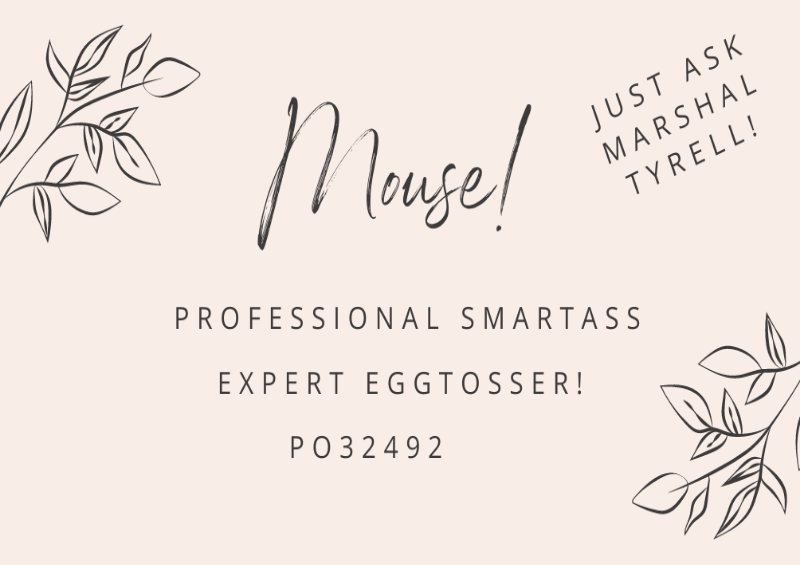 JUST ASK
MARSHAL
TYRELL!
Mouse!
PROFESSIONAL SMARTASS
EXPERT EGGTOSSER!
PO32492